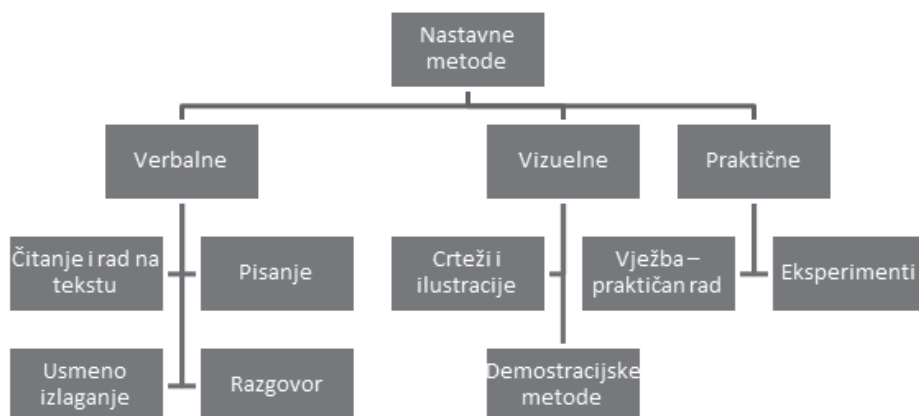 Nastavne
metode
Verbalne
Vizuelne
Praktične
Čitanje i rad na
tekstu
Pisanje
Crteži i
ilustracije
Vježba –
praktičan rad
Eksperimenti
Usmeno
izlaganje
Razgovor
Demostracijske
metode